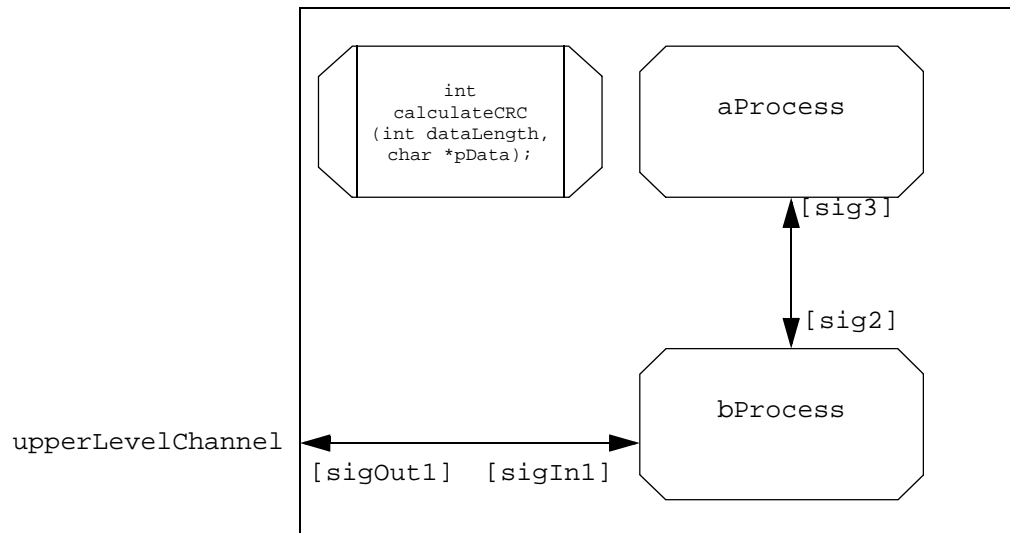 int
calculateCRC
(int dataLength,
char *pData);
aProcess
[sig3]
[sig2]
bProcess
upperLevelChannel
[sigOut1]
[sigIn1]